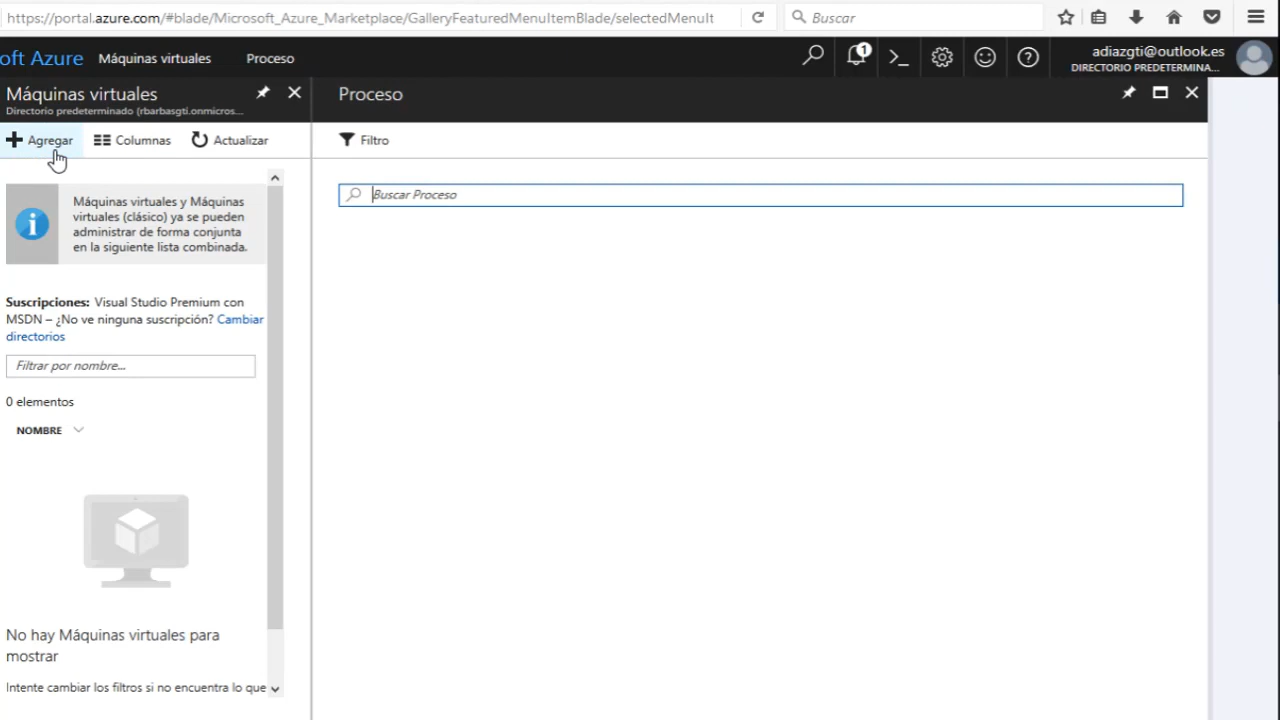 https://portal.azure.com/#blade/Microsoft_Azure_Marketplace/GalleryFeaturedMenuItemBlade/selectedMenuIt
Buscar
oft Azure Máquinas virtuales Proceso
1
adiazgti@outlook.es
DIRECTORIO PREDETERMINA...
Máquinas virtuales
Directorio predeterminado (rbarbasgti.onmicros...
Proceso
Agregar Columnas Actualizar
Filtro
Buscar Proceso
Máquinas virtuales y Máquinas
virtuales (clásico) ya se pueden
administrar de forma conjunta
en la siguiente lista combinada.
Suscripciones: Visual Studio Premium con
MSDN – ¿No ve ninguna suscripción? Cambiar
directorios
Filtrar por nombre...
0 elementos
NOMBRE
No hay Máquinas virtuales para
mostrar
Intente cambiar los filtros si no encuentra lo que